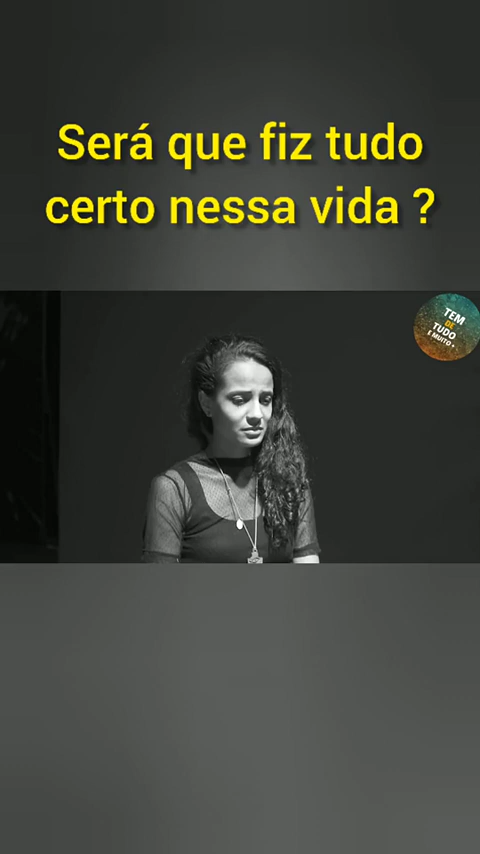 Será que fiz tudo
certo nessa vida ?
TEM
DE
TUDO
E MUITO +